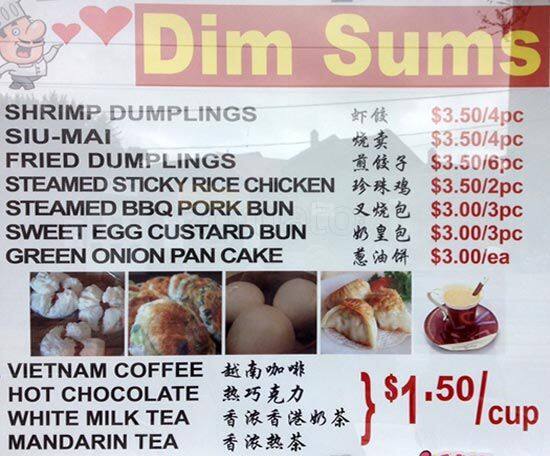 Dim Sums
SHRIMP DUMPLINGS 虾饺 $3.50/4pc
SIU-MAI 烧卖 $3.50/4pc
FRIED DUMPLINGS 煎饺子 $3.50/6pc
STEAMED STICKY RICE CHICKEN 珍珠鸡 $3.50/2pc
STEAMED BBQ PORK BUN 叉烧包 $3.00/3pc
SWEET EGG CUSTARD BUN 奶皇包 $3.00/3pc
GREEN ONION PAN CAKE 葱油饼 $3.00/ea
VIETNAM COFFEE 越南咖啡
HOT CHOCOLATE 热巧克力
WHITE MILK TEA 香浓香港奶茶
MANDARIN TEA 香浓热茶
} $1.50/cup